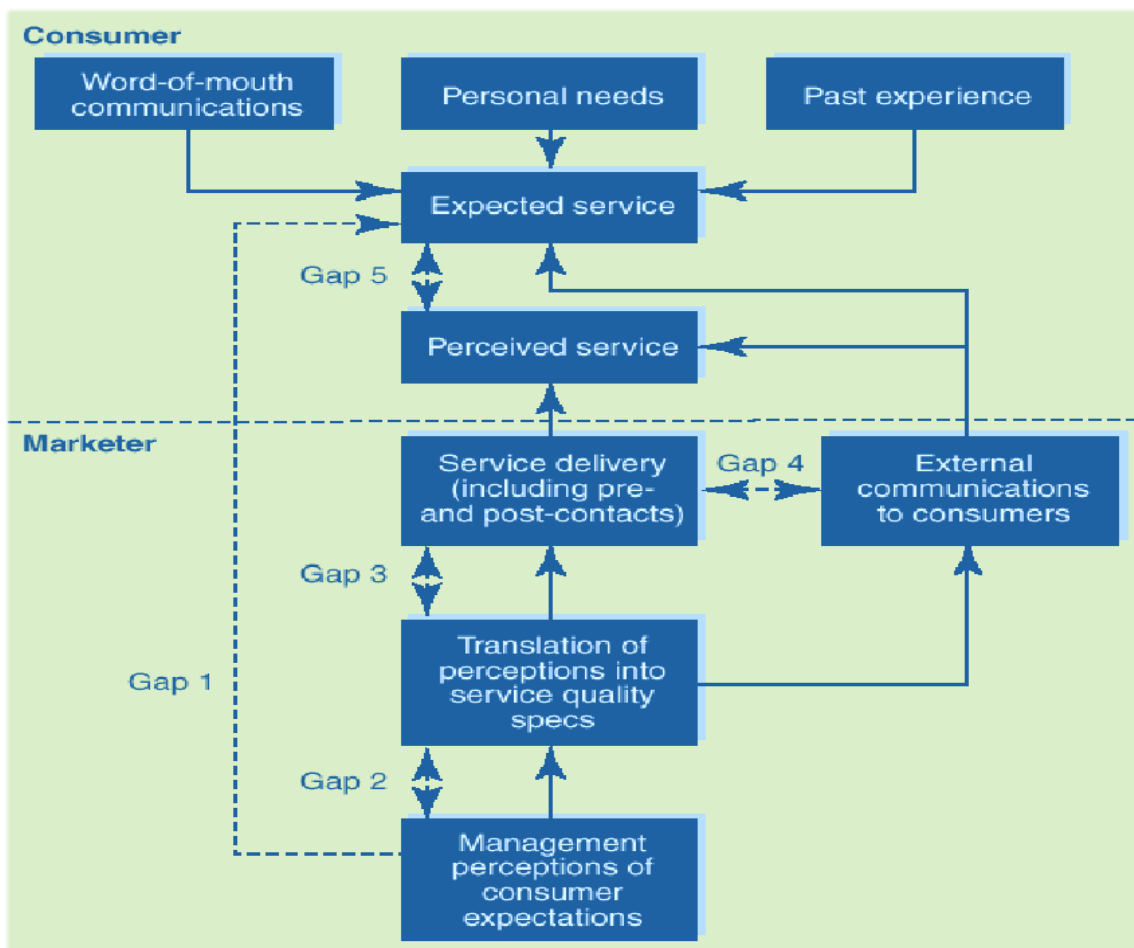 Consumer
Word-of-mouth
communications
Personal needs
Past experience
Expected service
Gap 5
Perceived service
Marketer
Service delivery
(including pre-
and post-contacts)
Gap 4
External
communications
to consumers
Gap 3
Translation of
perceptions into
service quality
specs
Gap 1
Gap 2
Management
perceptions of
consumer
expectations